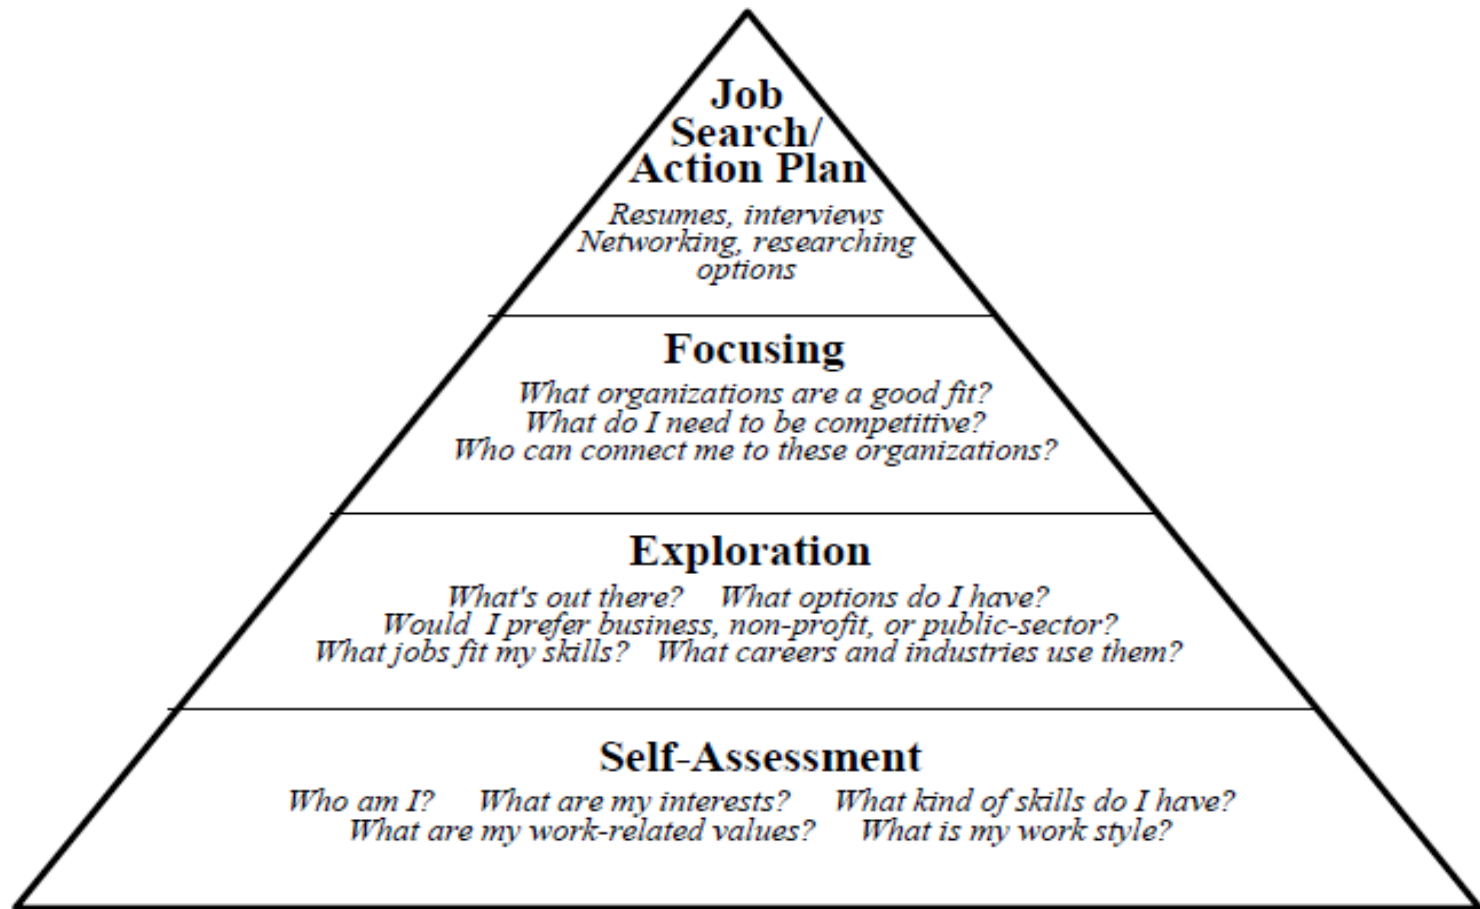 Job
Search/
Action Plan
Resumes, interviews
Networking, researching
options
Focusing
What organizations are a good fit?
What do I need to be competitive?
Who can connect me to these organizations?
Exploration
What's out there? What options do I have?
Would I prefer business, non-profit, or public-sector?
What jobs fit my skills? What careers and industries use them?
Self-Assessment
Who am I? What are my interests? What kind of skills do I have?
What are my work-related values? What is my work style?